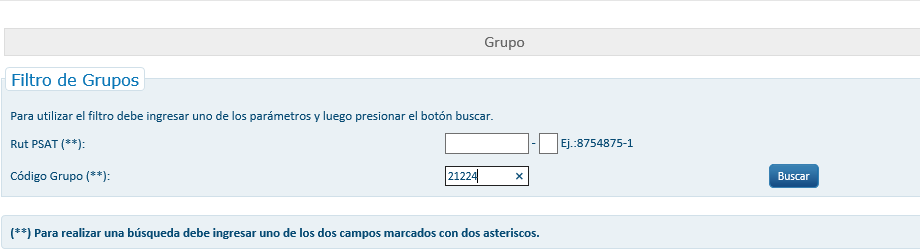 Grupo
Filtro de Grupos
Para utilizar el filtro debe ingresar uno de los parámetros y luego presionar el botón buscar.
Rut PSAT (**): - Ej.:8754875-1
Código Grupo (**): 21224 × Buscar
(**) Para realizar una búsqueda debe ingresar uno de los dos campos marcados con dos asteriscos.